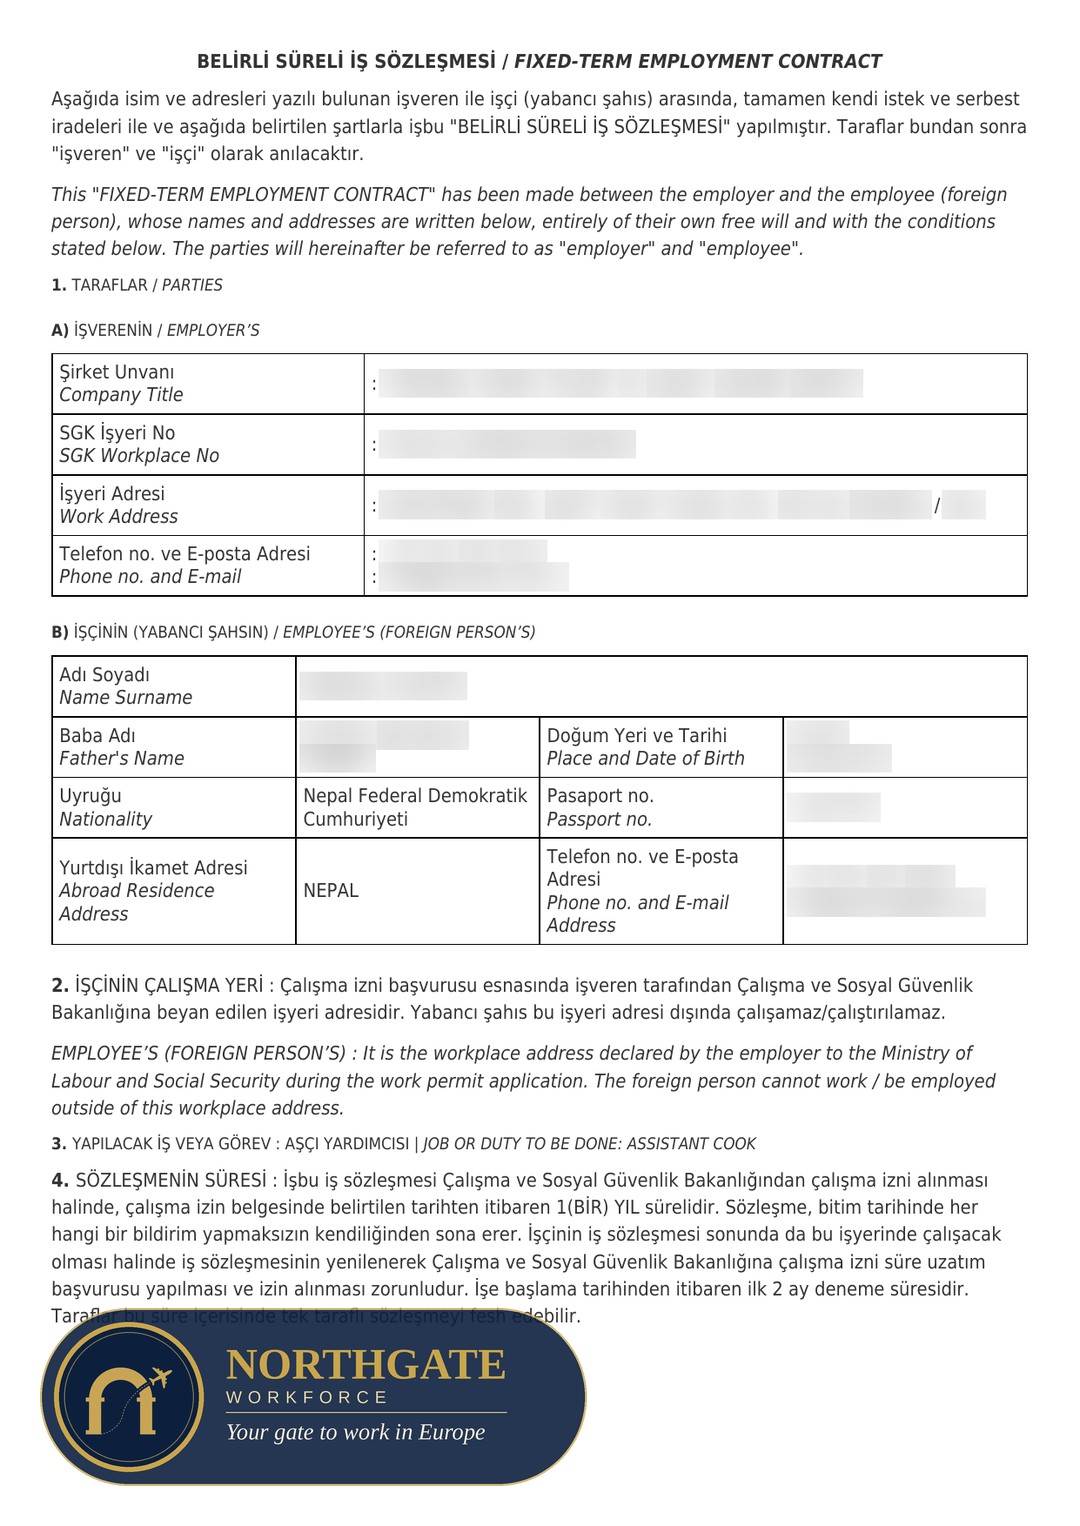 BELİRLİ SÜRELİ İŞ SÖZLEŞMESİ / FIXED-TERM EMPLOYMENT CONTRACT
Aşağıda isim ve adresleri yazılı bulunan işveren ile işçi (yabancı şahıs) arasında, tamamen kendi istek ve serbest
iradeleri ile ve aşağıda belirtilen şartlarla işbu "BELİRLİ SÜRELİ İŞ SÖZLEŞMESİ" yapılmıştır. Taraflar bundan sonra
"işveren" ve "işçi" olarak anılacaktır.
This "FIXED-TERM EMPLOYMENT CONTRACT" has been made between the employer and the employee (foreign
person), whose names and addresses are written below, entirely of their own free will and with the conditions
stated below. The parties will hereinafter be referred to as "employer" and "employee".
1. TARAFLAR / PARTIES
A) İŞVERENİN / EMPLOYER’S
Şirket Unvanı
Company Title
:
SGK İşyeri No
SGK Workplace No
:
İşyeri Adresi
Work Address
: /
Telefon no. ve E-posta Adresi
Phone no. and E-mail
:
:
B) İŞÇİNİN (YABANCI ŞAHSIN) / EMPLOYEE’S (FOREIGN PERSON’S)
Adı Soyadı
Name Surname
Baba Adı
Father's Name
Doğum Yeri ve Tarihi
Place and Date of Birth
Uyruğu
Nationality
Nepal Federal Demokratik
Cumhuriyeti
Pasaport no.
Passport no.
Yurtdışı İkamet Adresi
Abroad Residence
Address
NEPAL
Telefon no. ve E-posta
Adresi
Phone no. and E-mail
Address
2. İŞÇİNİN ÇALIŞMA YERİ : Çalışma izni başvurusu esnasında işveren tarafından Çalışma ve Sosyal Güvenlik
Bakanlığına beyan edilen işyeri adresidir. Yabancı şahıs bu işyeri adresi dışında çalışamaz/çalıştırılamaz.
EMPLOYEE’S (FOREIGN PERSON’S) : It is the workplace address declared by the employer to the Ministry of
Labour and Social Security during the work permit application. The foreign person cannot work / be employed
outside of this workplace address.
3. YAPILACAK İŞ VEYA GÖREV : AŞÇI YARDIMCISI | JOB OR DUTY TO BE DONE: ASSISTANT COOK
4. SÖZLEŞMENİN SÜRESİ : İşbu iş sözleşmesi Çalışma ve Sosyal Güvenlik Bakanlığından çalışma izni alınması
halinde, çalışma izin belgesinde belirtilen tarihten itibaren 1(BİR) YIL sürelidir. Sözleşme, bitim tarihinde her
hangi bir bildirim yapmaksızın kendiliğinden sona erer. İşçinin iş sözleşmesi sonunda da bu işyerinde çalışacak
olması halinde iş sözleşmesinin yenilenerek Çalışma ve Sosyal Güvenlik Bakanlığına çalışma izni süre uzatım
başvurusu yapılması ve izin alınması zorunludur. İşe başlama tarihinden itibaren ilk 2 ay deneme süresidir.
Taraflar bu süre içerisinde tek taraflı sözleşmeyi fesh edebilir.
NORTHGATE
WORKFORCE
Your gate to work in Europe